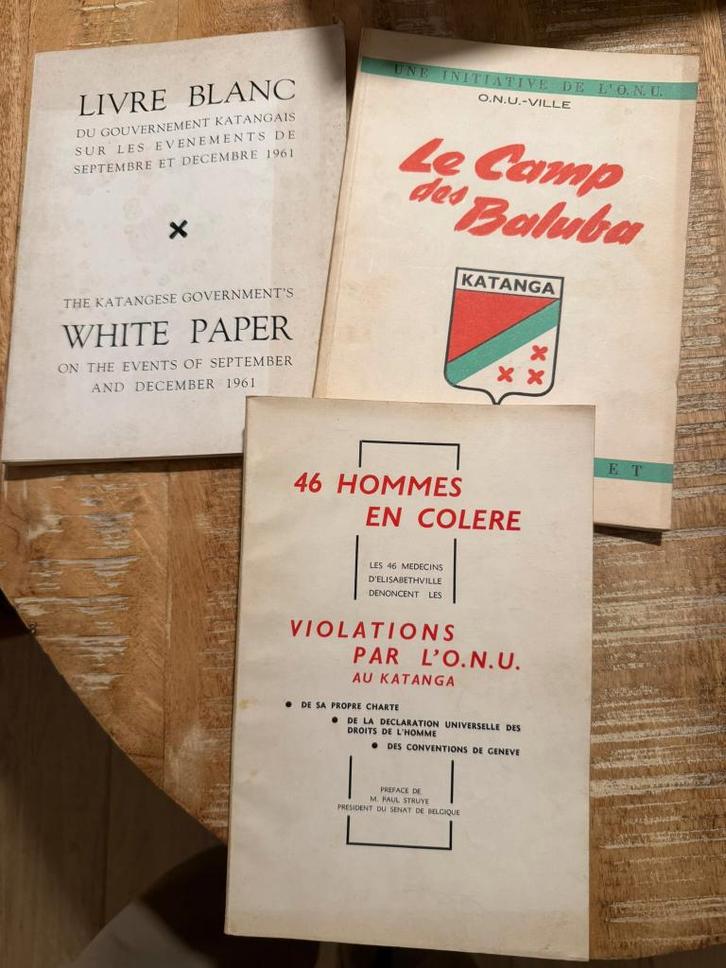 LIVRE BLANC
DU GOUVERNEMENT KATANGAIS
SUR LES EVENEMENTS DE
SEPTEMBRE ET DECEMBRE 1961
THE KATANGESE GOVERNMENT'S
WHITE PAPER
ON THE EVENTS OF SEPTEMBER
AND DECEMBER 1961
UNE INITIATIVE DE L'O.N.U.
O.N.U.-VILLE
Le Camp
des Baluba
KATANGA
ET
46 HOMMES
EN COLERE
LES 46 MEDECINS
D'ELISABETHVILLE
DENONCENT LES
VIOLATIONS
PAR L'O.N.U.
AU KATANGA
● DE SA PROPRE CHARTE
● DE LA DECLARATION UNIVERSELLE DES
DROITS DE L'HOMME
● DES CONVENTIONS DE GENEVE
PREFACE DE
M. PAUL STRUYE
PRESIDENT DU SENAT DE BELGIQUE